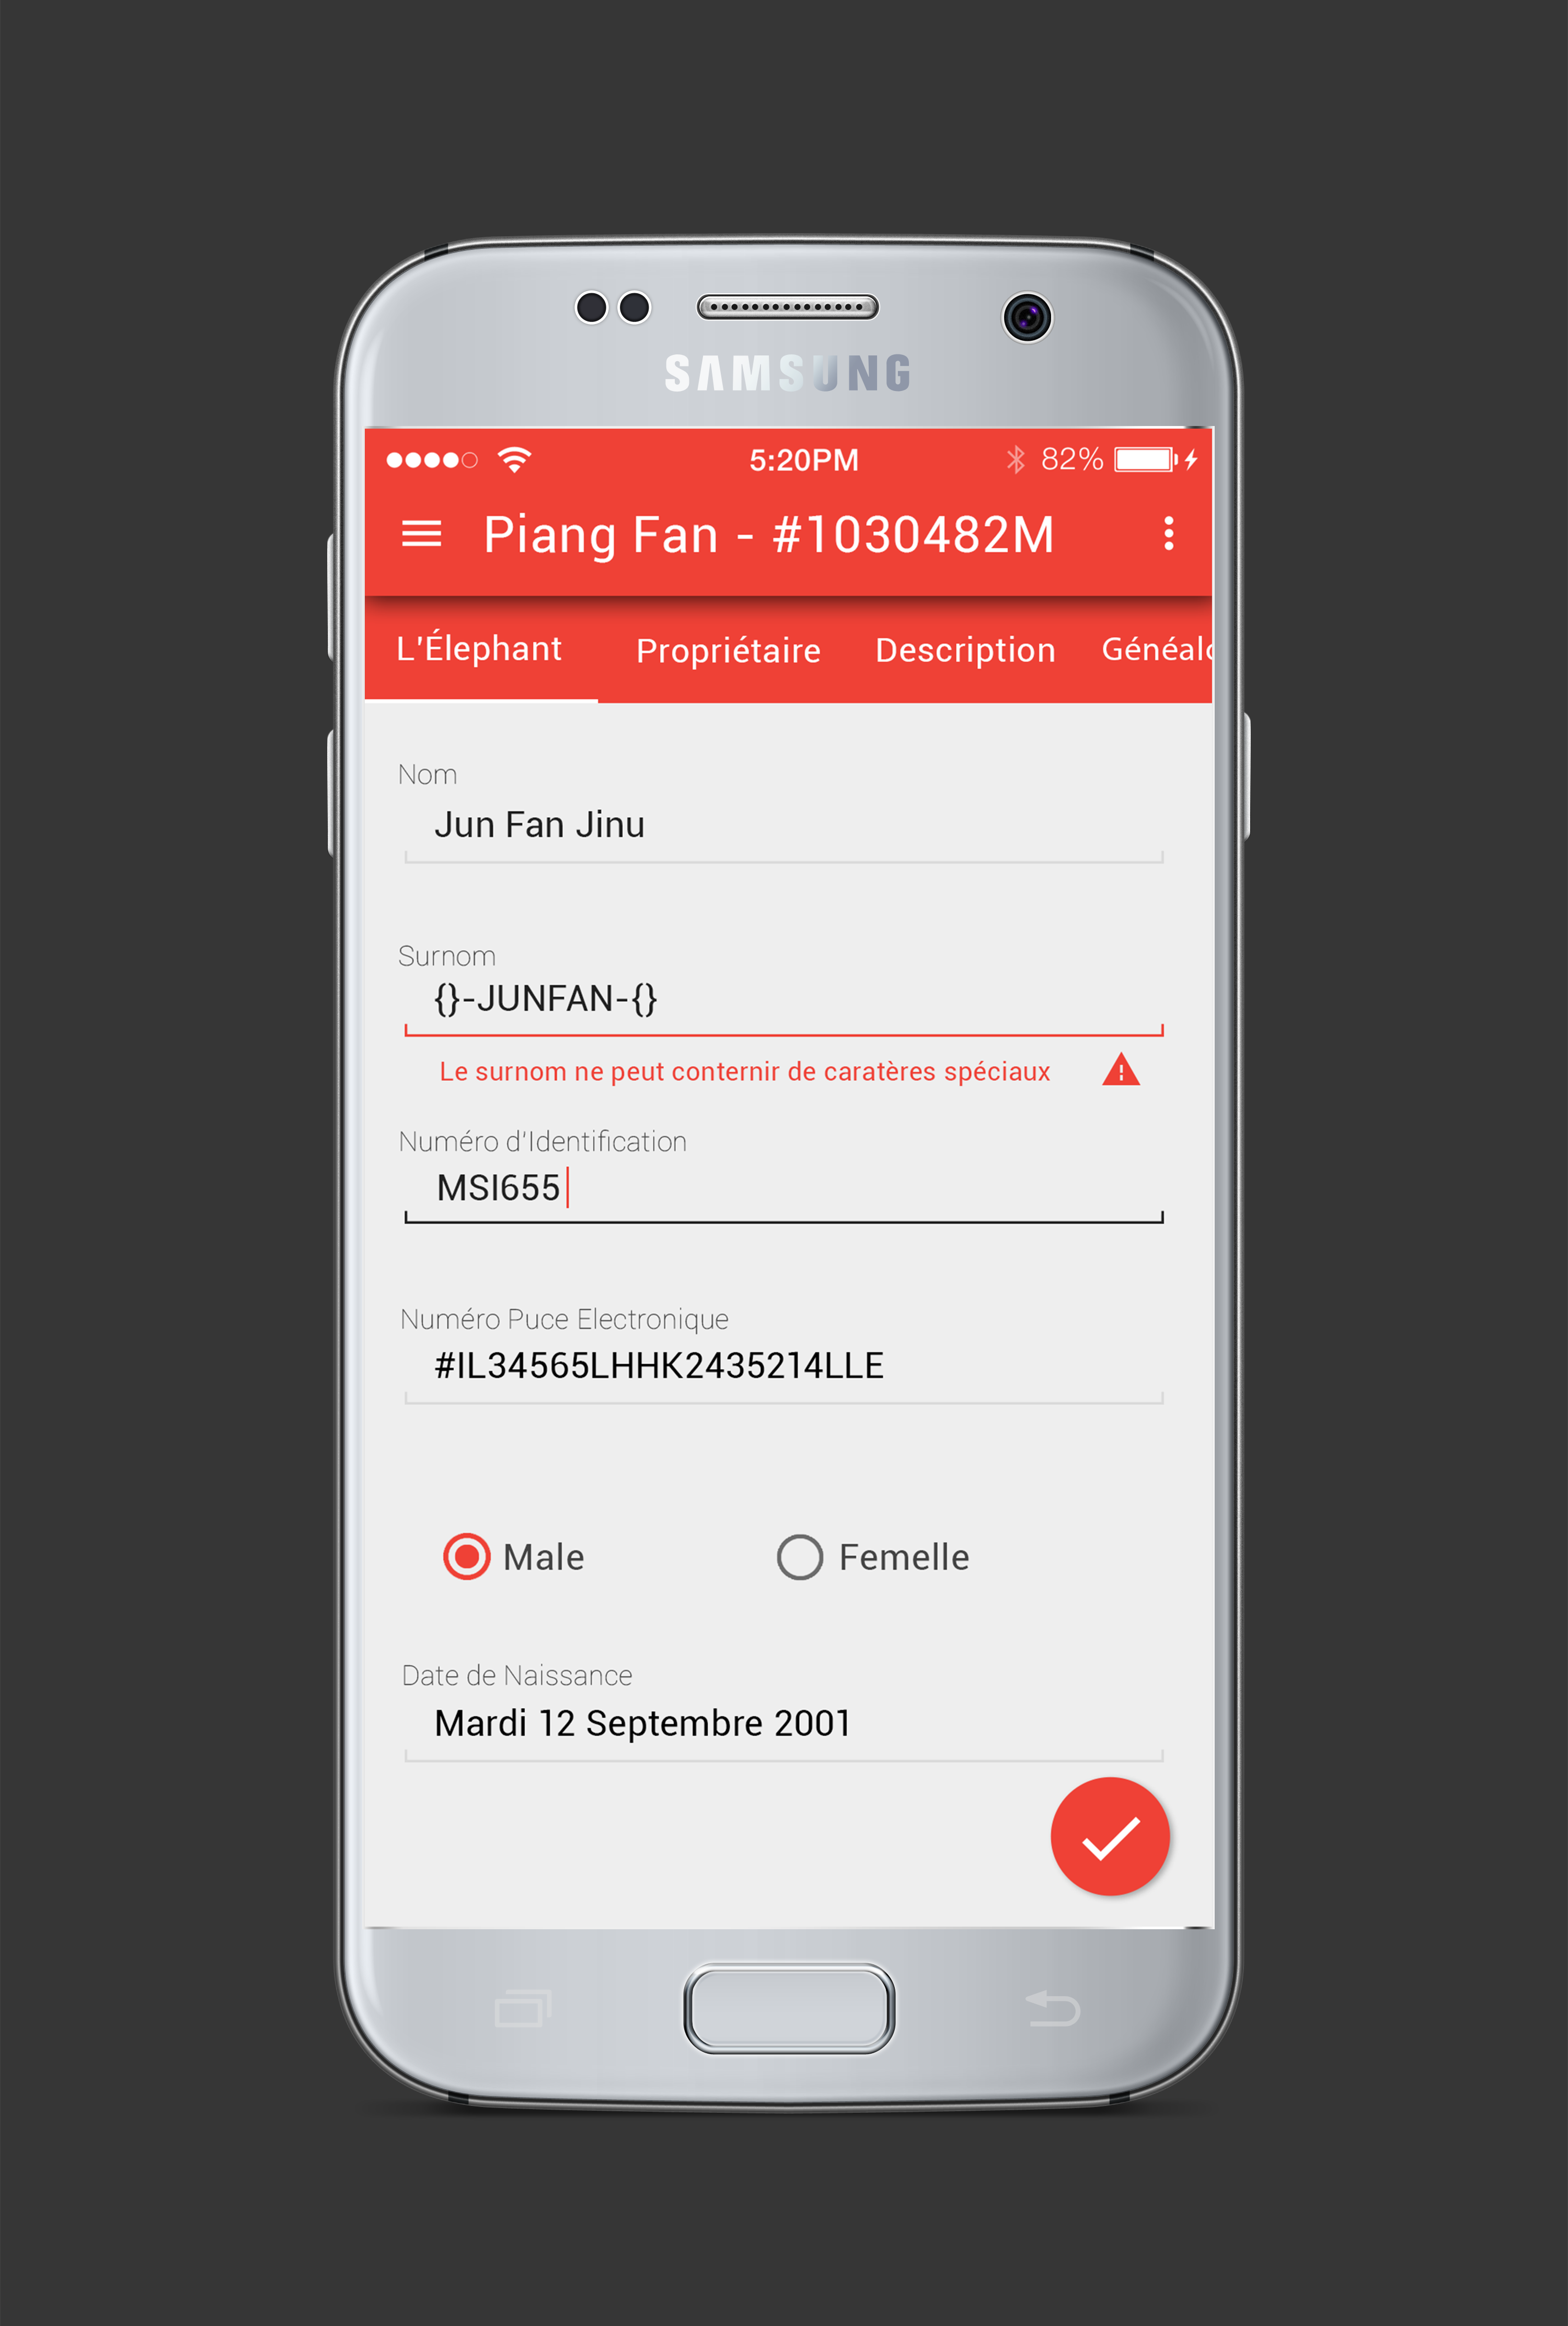 SAMSUNG
5:20PM 82%
Piang Fan - #1030482M
L'Élephant Propriétaire Description Généalo
Nom
Jun Fan Jinu
Surnom
{}-JUNFAN-{}
Le surnom ne peut conternir de caratères spéciaux
Numéro d'Identification
MSI655
Numéro Puce Electronique
#IL34565LHHK2435214LLE
Male Femelle
Date de Naissance
Mardi 12 Septembre 2001